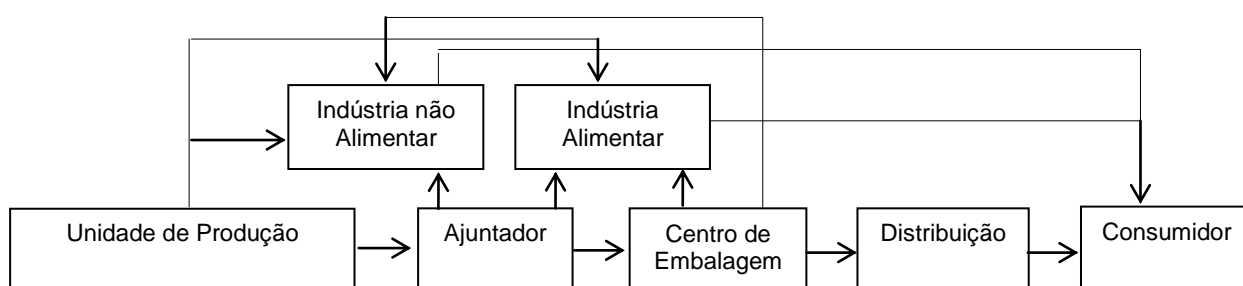 Indústria não
Alimentar
Indústria
Alimentar
Unidade de Produção
Ajuntador
Centro de
Embalagem
Distribuição
Consumidor